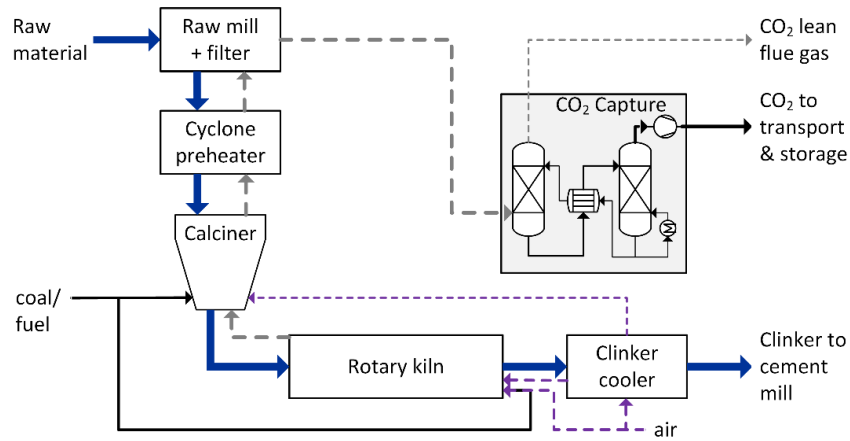 Raw
material
Raw mill
+ filter
CO₂ lean
flue gas
CO₂ Capture
CO₂ to
transport
& storage
Cyclone
preheater
Calciner
coal/
fuel
Rotary kiln
Clinker
cooler
Clinker to
cement
mill
air